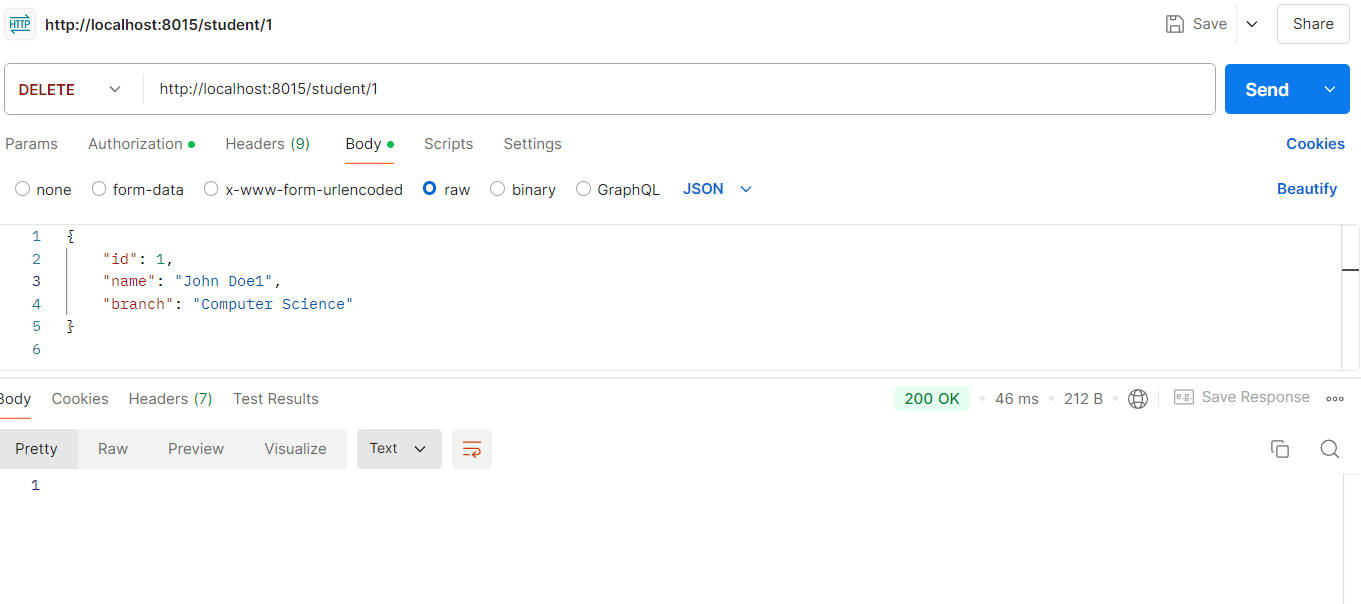 HTTP http://localhost:8015/student/1 Save Share
DELETE http://localhost:8015/student/1 Send
Params Authorization Headers (9) Body Scripts Settings Cookies
none form-data x-www-form-urlencoded raw binary GraphQL JSON Beautify
1 {
2 "id": 1,
3 "name": "John Doe1",
4 "branch": "Computer Science"
5 }
6
Body Cookies Headers (7) Test Results 200 OK 46 ms 212 B e.g. Save Response
Pretty Raw Preview Visualize Text
1